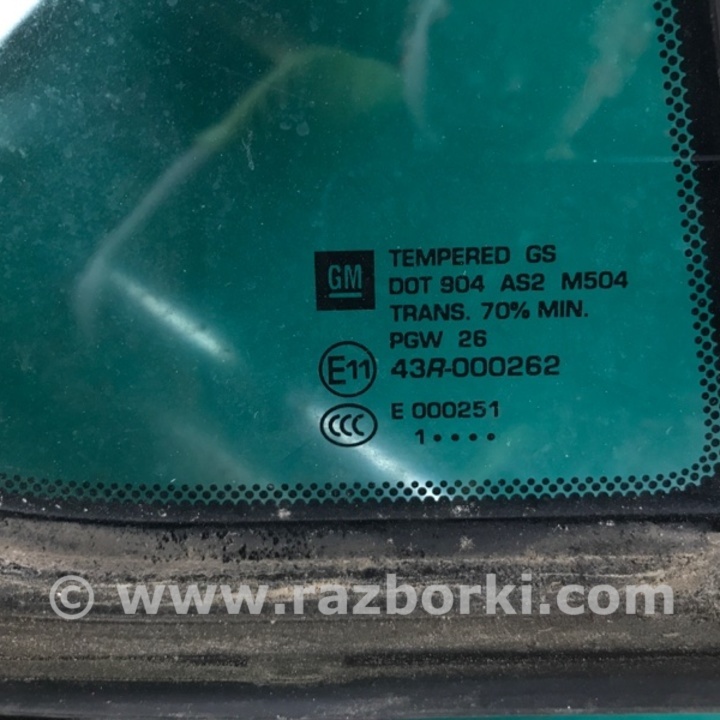 GM
TEMPERED GS
DOT 904 AS2 M504
TRANS. 70% MIN.
PGW 26
E11 43R-000262
CCC E 000251
1••••
© www.razborki.com